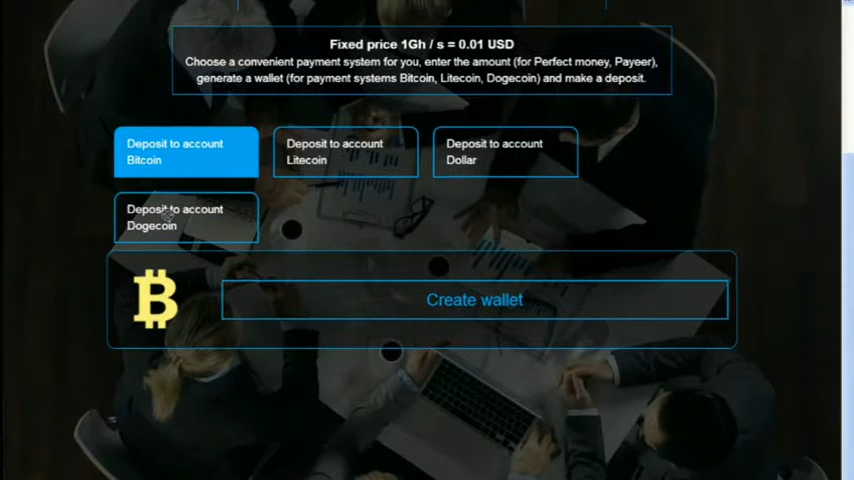 Fixed price 1Gh / s = 0.01 USD
Choose a convenient payment system for you, enter the amount (for Perfect money, Payeer),
generate a wallet (for payment systems Bitcoin, Litecoin, Dogecoin) and make a deposit.
Deposit to account
Bitcoin
Deposit to account
Litecoin
Deposit to account
Dollar
Deposit to account
Dogecoin
Create wallet